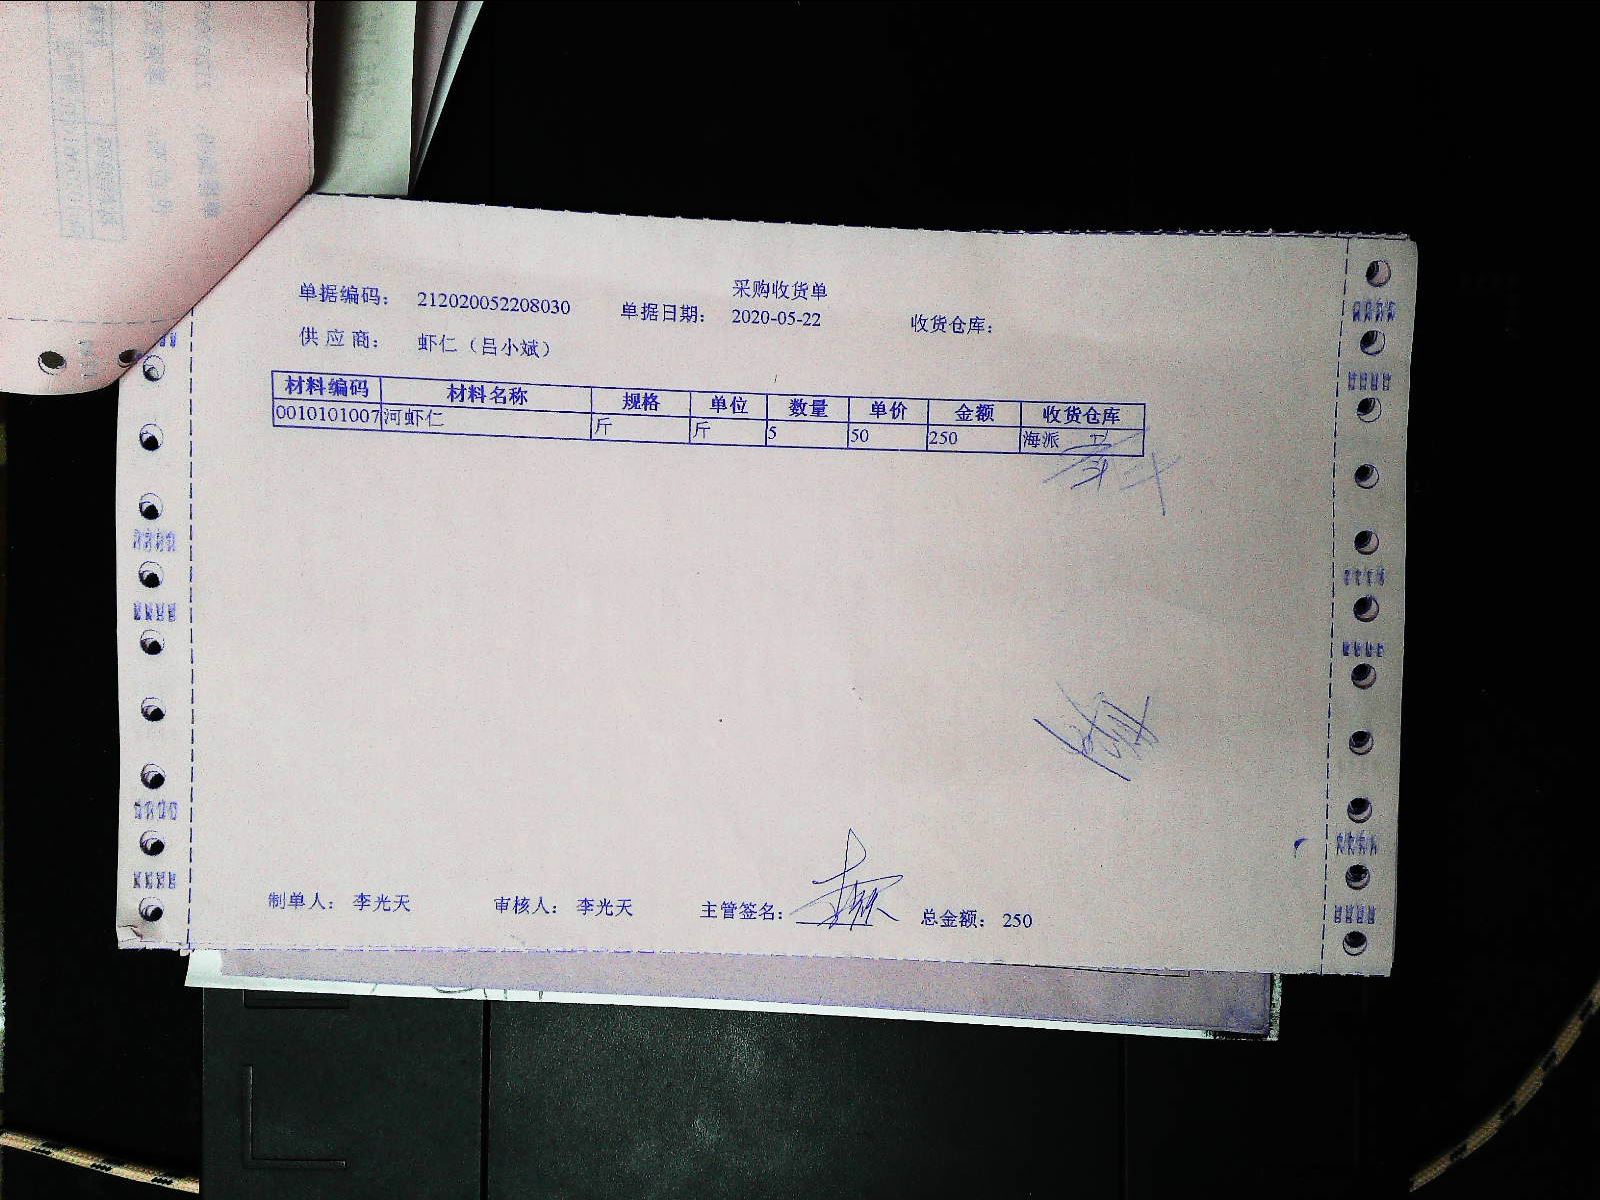 采购收货单
单据编码： 212020052208030 单据日期： 2020-05-22 收货仓库：
供 应 商： 虾仁（吕小斌）
材料编码 材料名称 规格 单位 数量 单价 金额 收货仓库
0010101007 河虾仁 斤 斤 5 50 250 海派
制单人： 李光天 审核人： 李光天 主管签名： 总金额： 250